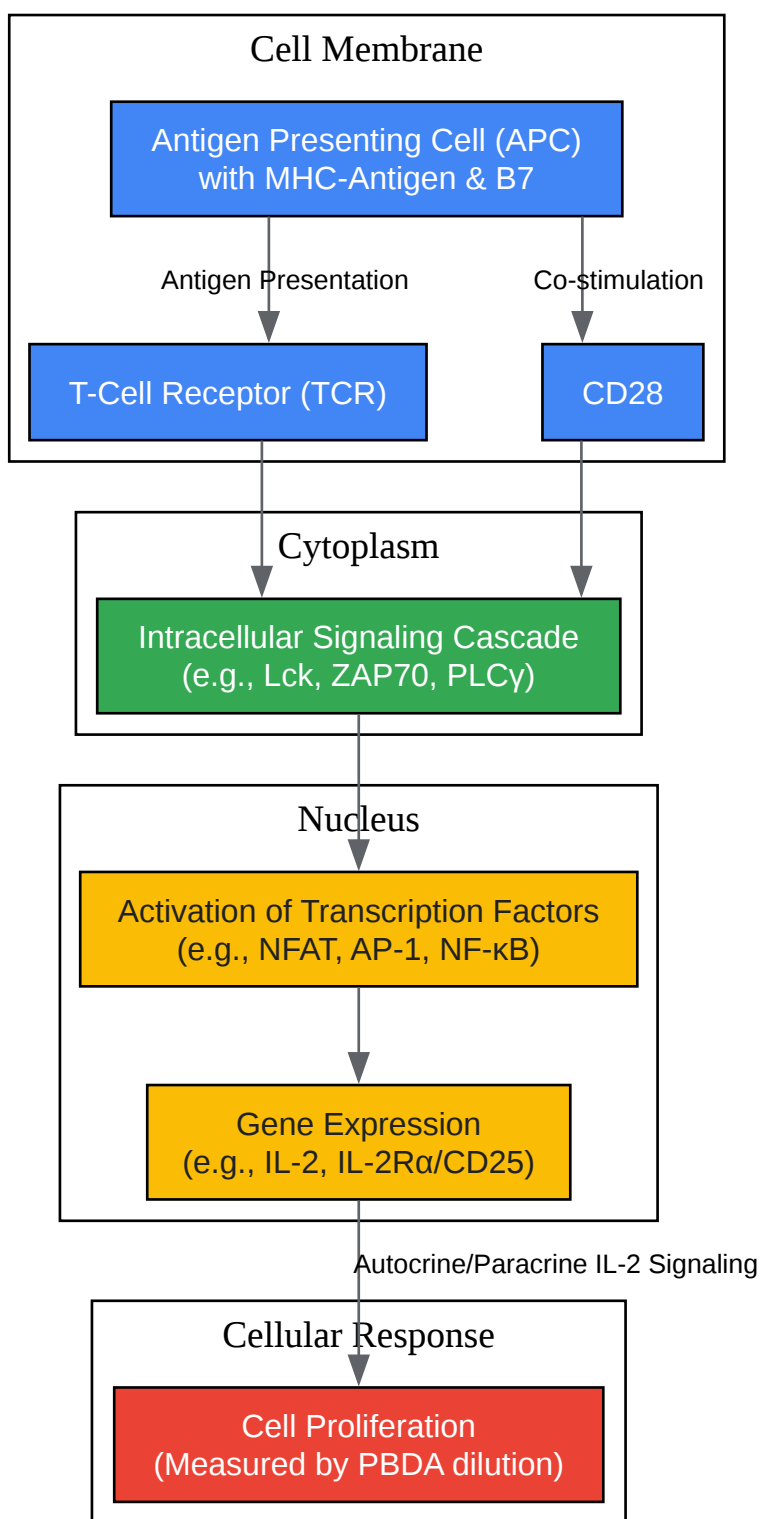 Cell Membrane
Antigen Presenting Cell (APC)
with MHC-Antigen & B7
Antigen Presentation
Co-stimulation
T-Cell Receptor (TCR)
CD28
Cytoplasm
Intracellular Signaling Cascade
(e.g., Lck, ZAP70, PLCγ)
Nucleus
Activation of Transcription Factors
(e.g., NFAT, AP-1, NF-κB)
Gene Expression
(e.g., IL-2, IL-2Rα/CD25)
Autocrine/Paracrine IL-2 Signaling
Cellular Response
Cell Proliferation
(Measured by PBDA dilution)